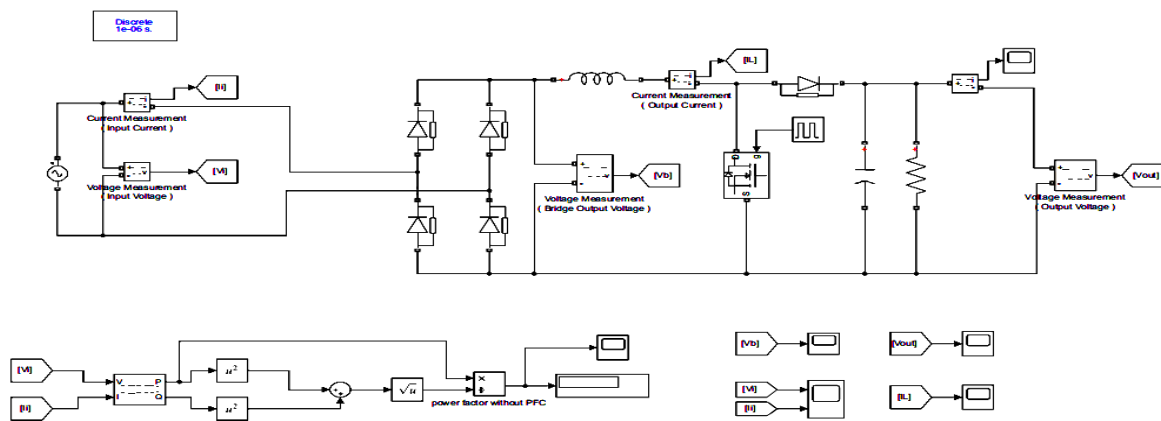 Discrete
1e-06 s.
[Ii]
Current Measurement
( Input Current )
[Vi]
Voltage Measurement
( Input Voltage )
[IL]
Current Measurement
( Output Current )
[Vb]
Voltage Measurement
( Bridge Output Voltage )
D
g
S
[Vout]
Voltage Measurement
( Output Voltage )
[Vi]
[Ii]
V
P
I
Q
u²
u²
√u
×
÷
power factor without PFC
[Vb]
[Vout]
[Vi]
[Ii]
[IL]